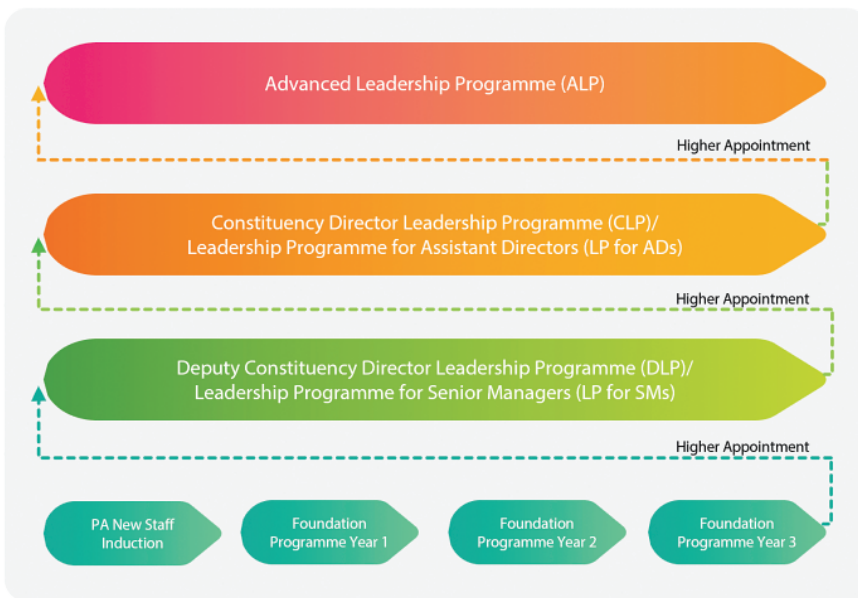 Advanced Leadership Programme (ALP)
Higher Appointment
Constituency Director Leadership Programme (CLP)/
Leadership Programme for Assistant Directors (LP for ADs)
Higher Appointment
Deputy Constituency Director Leadership Programme (DLP)/
Leadership Programme for Senior Managers (LP for SMs)
Higher Appointment
PA New Staff
Induction
Foundation
Programme Year 1
Foundation
Programme Year 2
Foundation
Programme Year 3